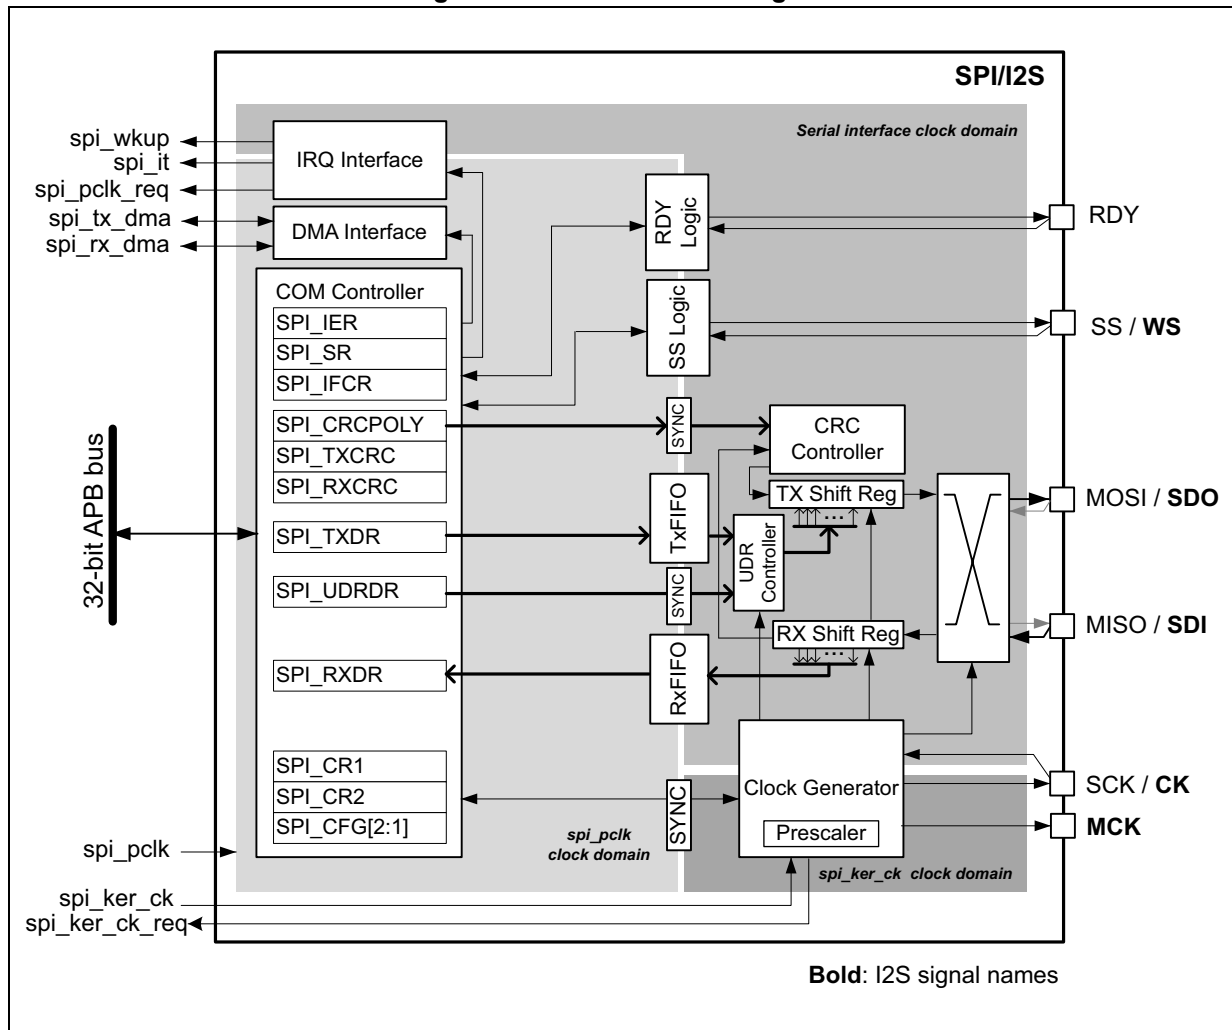 SPI/I2S
Serial interface clock domain
spi_wkup
spi_it
spi_pclk_req
spi_tx_dma
spi_rx_dma
IRQ Interface
DMA Interface
RDY Logic
RDY
COM Controller
SPI_IER
SPI_SR
SPI_IFCR
SS Logic
SS / WS
SPI_CRCPOLY
SPI_TXCRC
SPI_RXCRC
SYNC
CRC
Controller
32-bit APB bus
SPI_TXDR
TxFIFO
UDR
Controller
TX Shift Reg
...
MOSI / SDO
SPI_UDRDR
SYNC
RX Shift Reg
...
MISO / SDI
SPI_RXDR
RxFIFO
SPI_CR1
SPI_CR2
SPI_CFG[2:1]
SYNC
Clock Generator
Prescaler
SCK / CK
MCK
spi_pclk
clock domain
spi_ker_ck clock domain
spi_pclk
spi_ker_ck
spi_ker_ck_req
Bold: I2S signal names